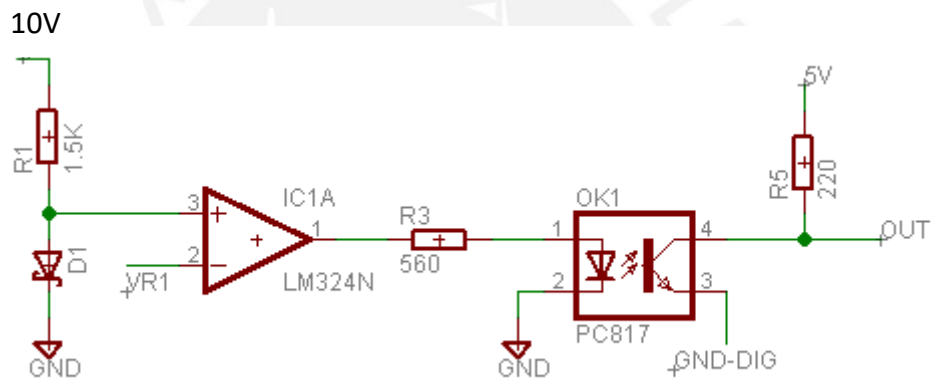 10V
5V
R1
1.5K
R5
220
3
IC1A
1
R3
OK1
1
4
OUT
D1
2
VR1
LM324N
560
2
3
PC817
GND
GND
GND-DIG